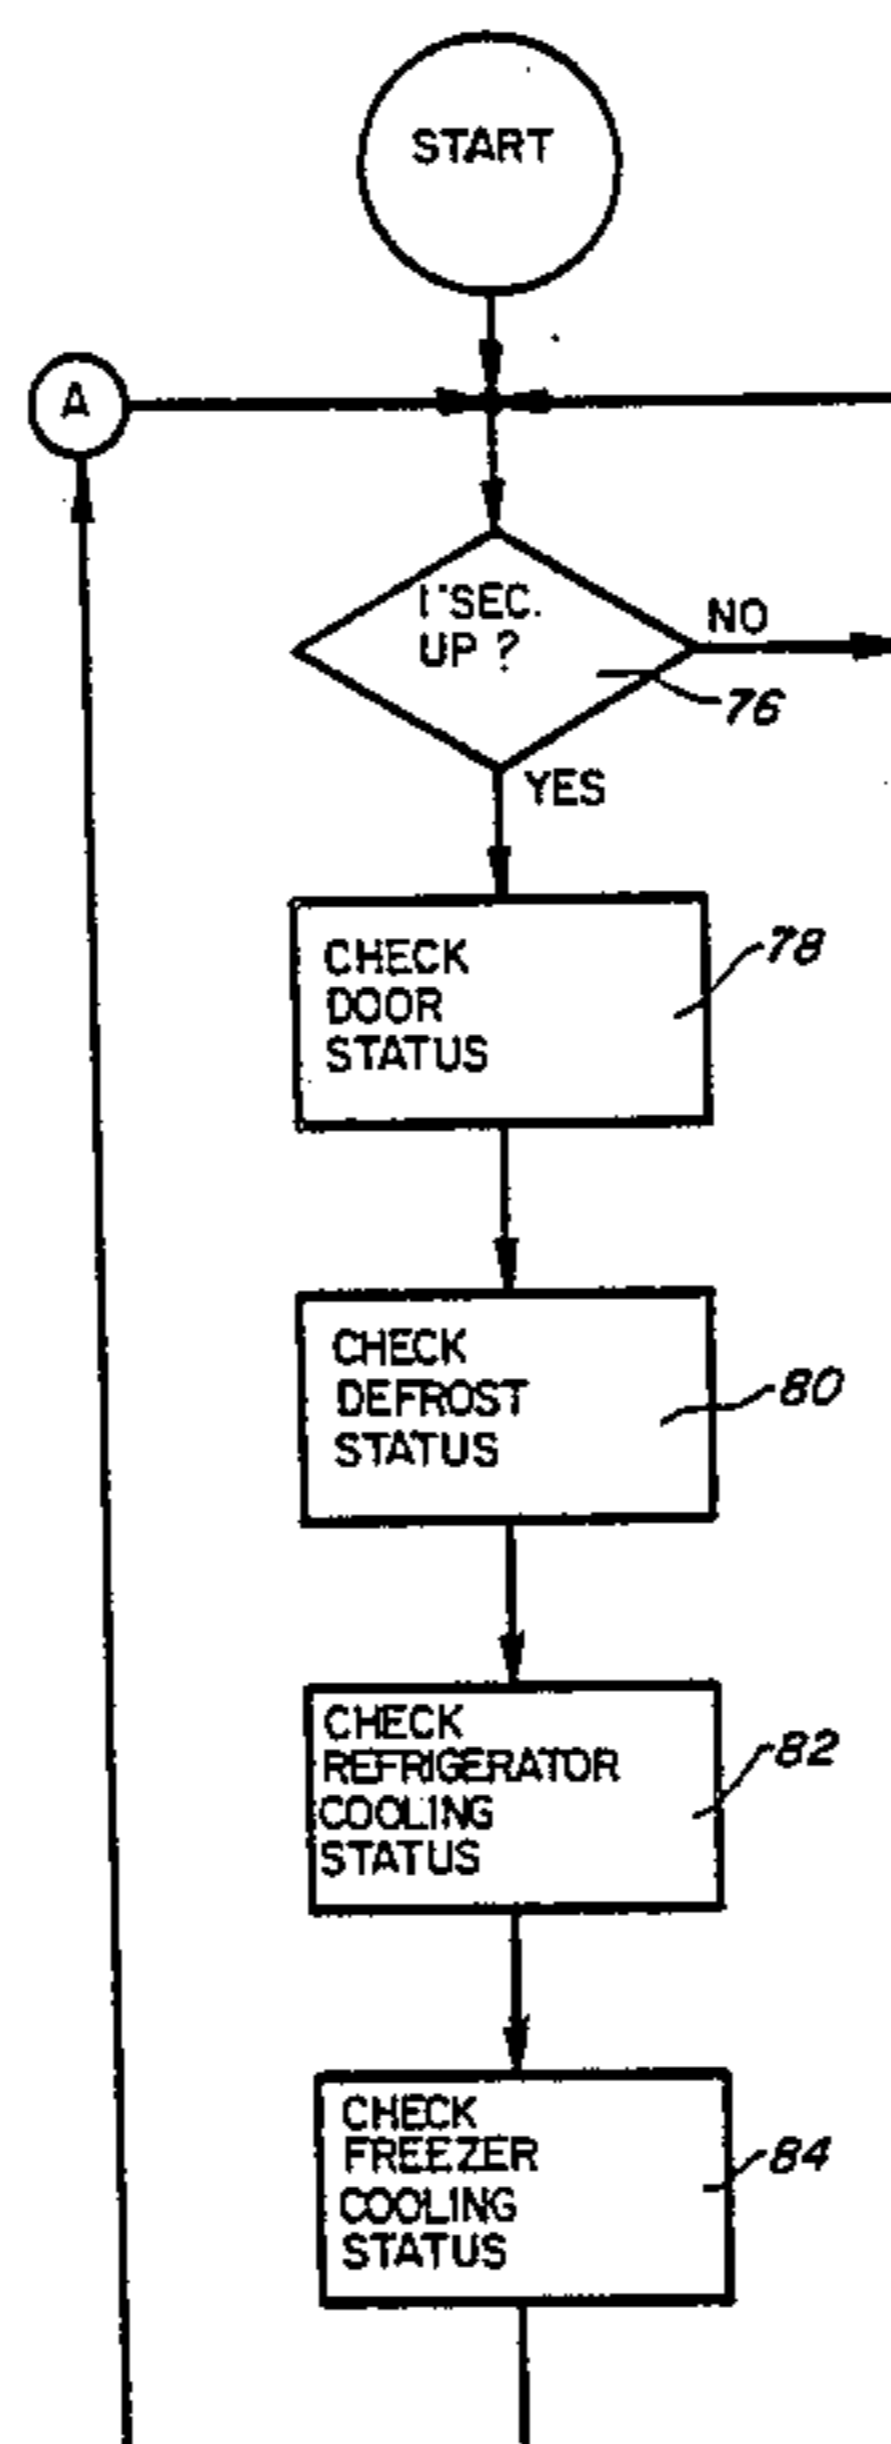 START
A
1 SEC.
UP ?
NO
76
YES
CHECK
DOOR
STATUS
78
CHECK
DEFROST
STATUS
80
CHECK
REFRIGERATOR
COOLING
STATUS
82
CHECK
FREEZER
COOLING
STATUS
84